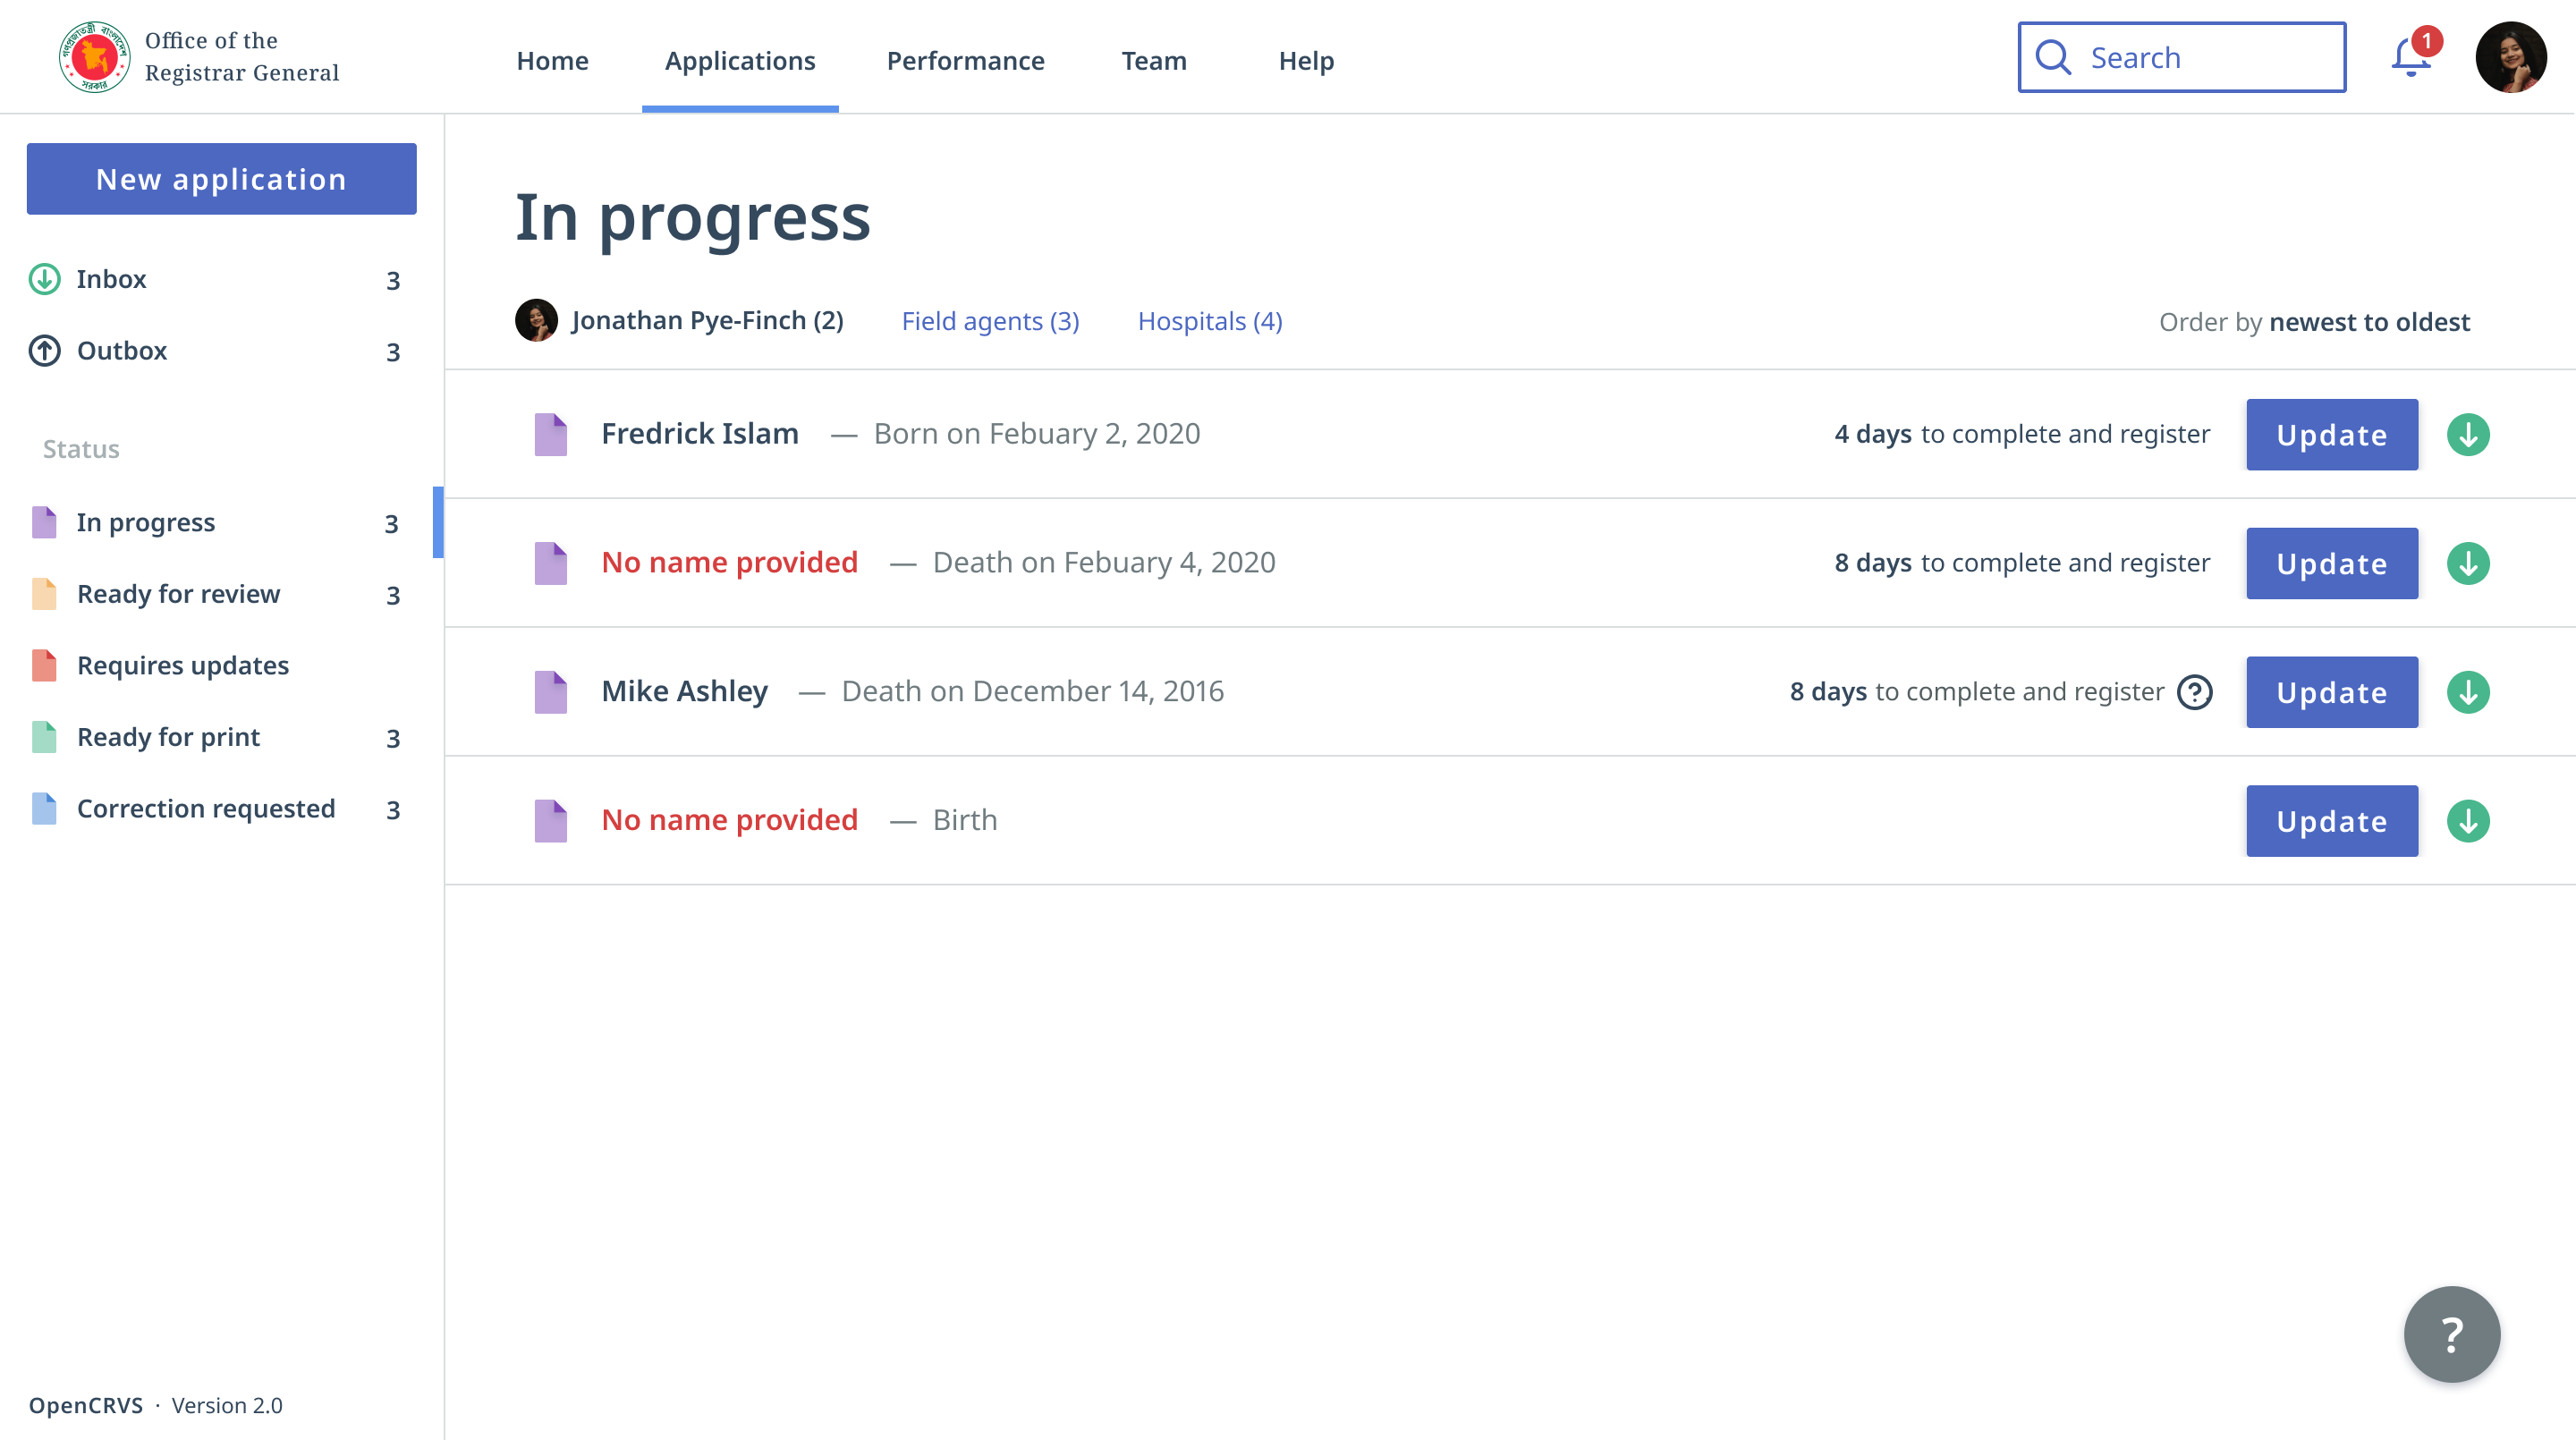 গণপ্রজাতন্ত্রী বাংলাদেশ
সরকার
Office of the
Registrar General
Home
Applications
Performance
Team
Help
Search
1
New application
Inbox 3
Outbox 3
Status
In progress 3
Ready for review 3
Requires updates
Ready for print 3
Correction requested 3
OpenCRVS · Version 2.0
In progress
Jonathan Pye-Finch (2) Field agents (3) Hospitals (4) Order by newest to oldest
Fredrick Islam — Born on Febuary 2, 2020 4 days to complete and register Update
No name provided — Death on Febuary 4, 2020 8 days to complete and register Update
Mike Ashley — Death on December 14, 2016 8 days to complete and register ? Update
No name provided — Birth Update
?